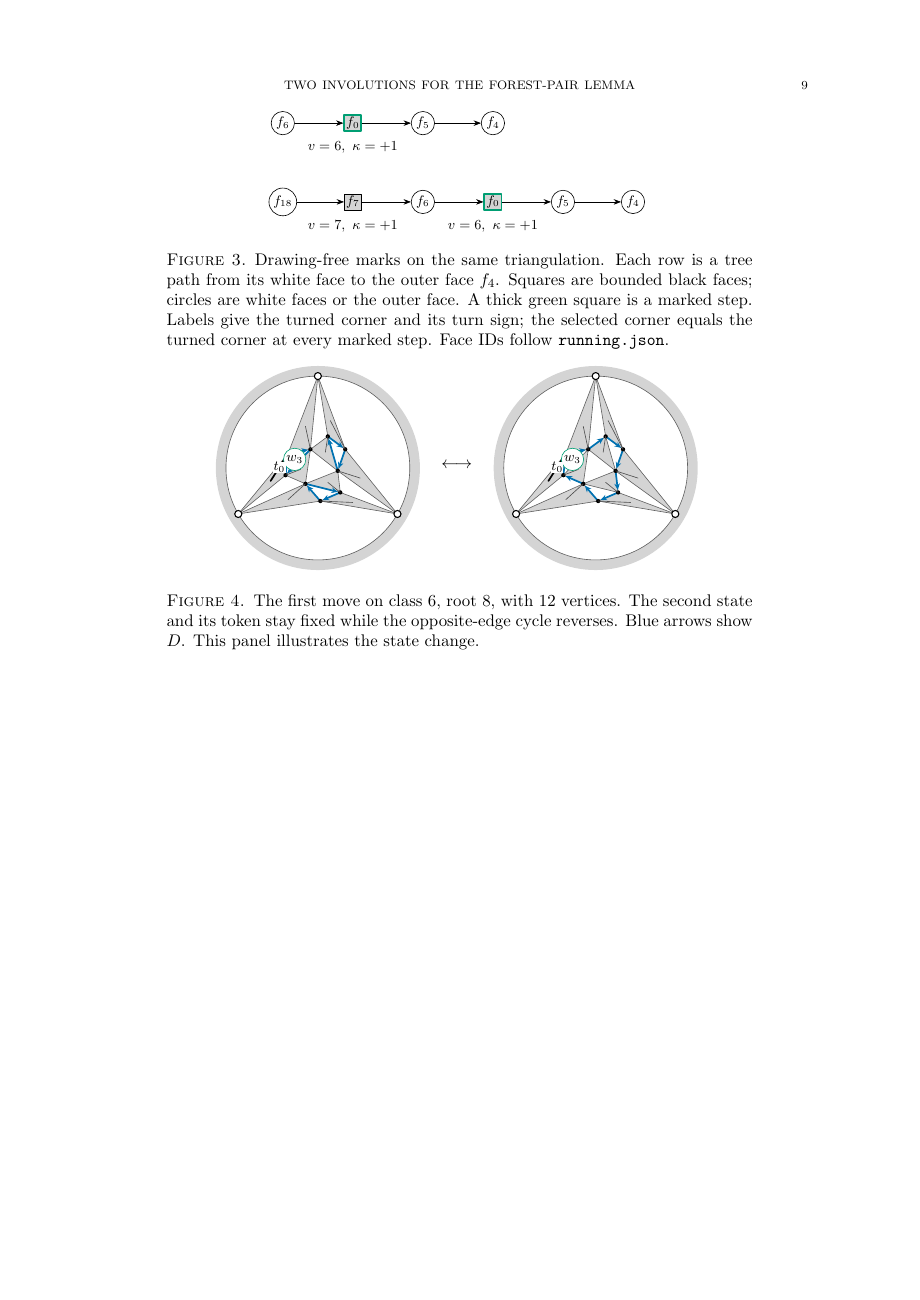 TWO INVOLUTIONS FOR THE FOREST-PAIR LEMMA 9
f6 f0 f5 f4
v = 6, κ = +1
f18 f7 f6 f0 f5 f4
v = 7, κ = +1 v = 6, κ = +1
Figure 3. Drawing-free marks on the same triangulation. Each row is a tree
path from its white face to the outer face f4. Squares are bounded black faces;
circles are white faces or the outer face. A thick green square is a marked step.
Labels give the turned corner and its turn sign; the selected corner equals the
turned corner at every marked step. Face IDs follow running.json.
w3 w3
t0 ⟷ t0
Figure 4. The first move on class 6, root 8, with 12 vertices. The second state
and its token stay fixed while the opposite-edge cycle reverses. Blue arrows show
D. This panel illustrates the state change.